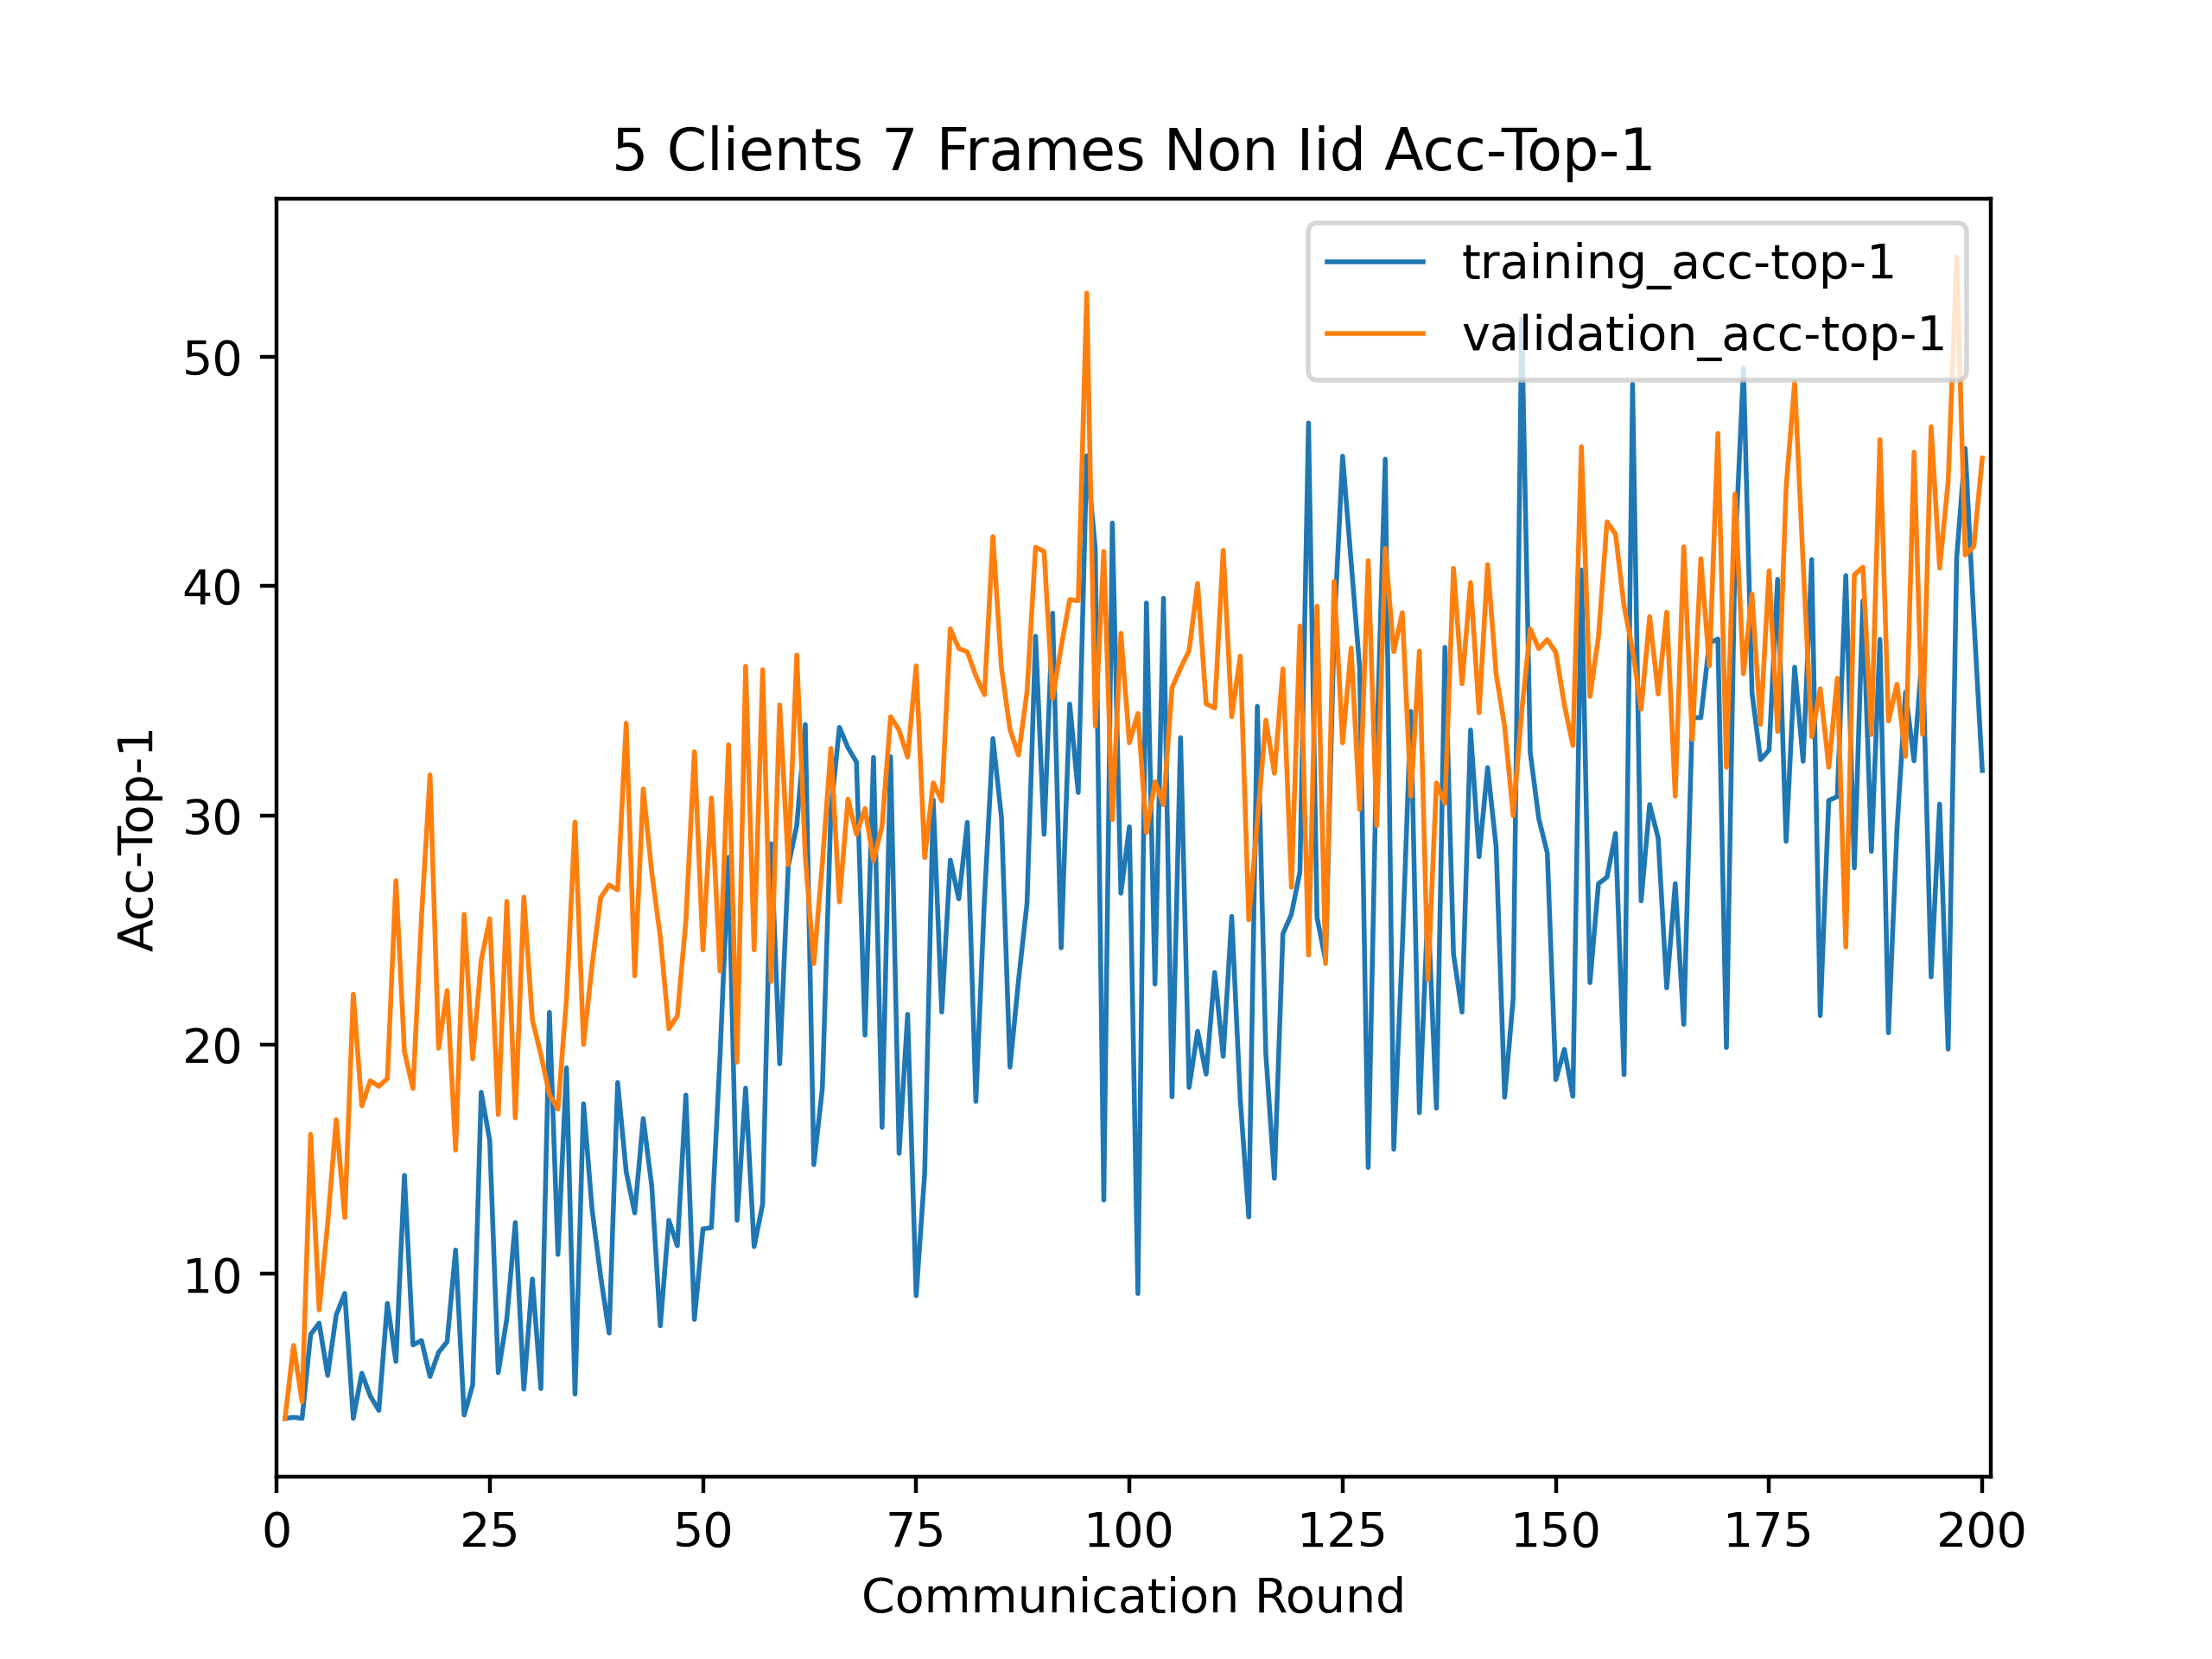 5 Clients 7 Frames Non Iid Acc-Top-1
training_acc-top-1
validation_acc-top-1
50
40
30
20
10
Acc-Top-1
0 25 50 75 100 125 150 175 200
Communication Round